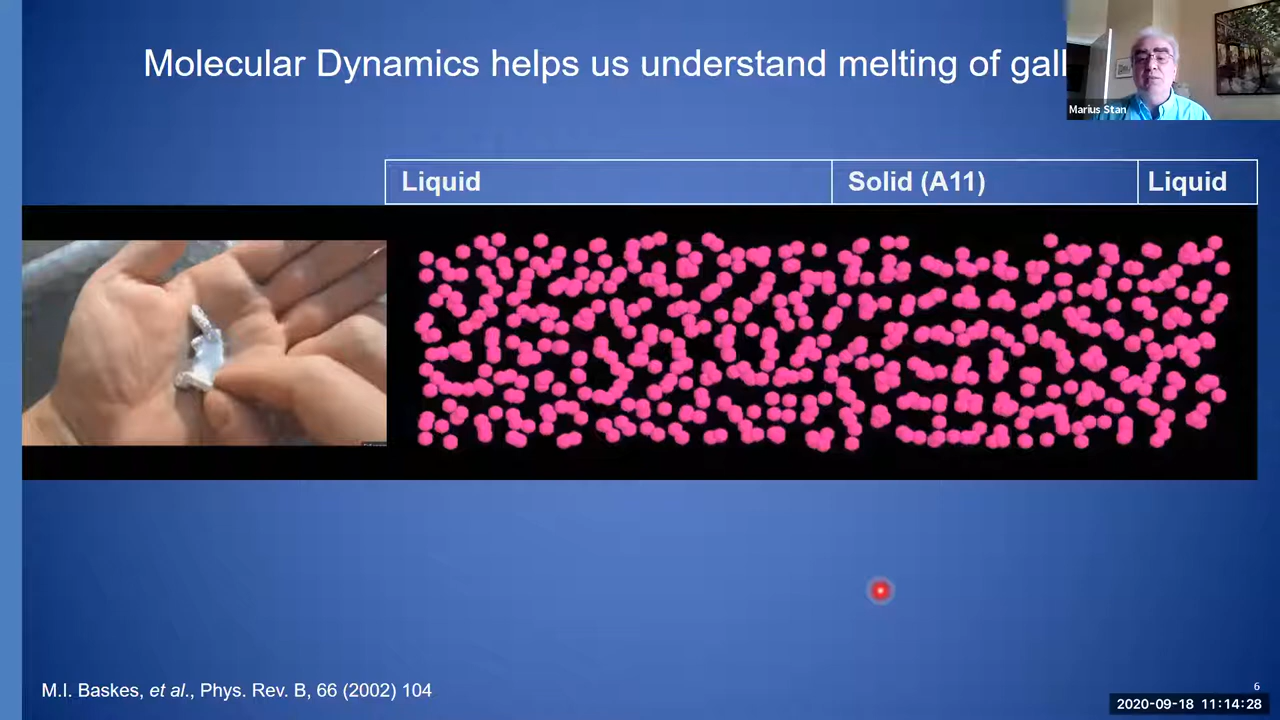 Molecular Dynamics helps us understand melting of gall
Marius Stan
Liquid
Solid (A11)
Liquid
M.I. Baskes, et al., Phys. Rev. B, 66 (2002) 104
6
2020-09-18 11:14:28